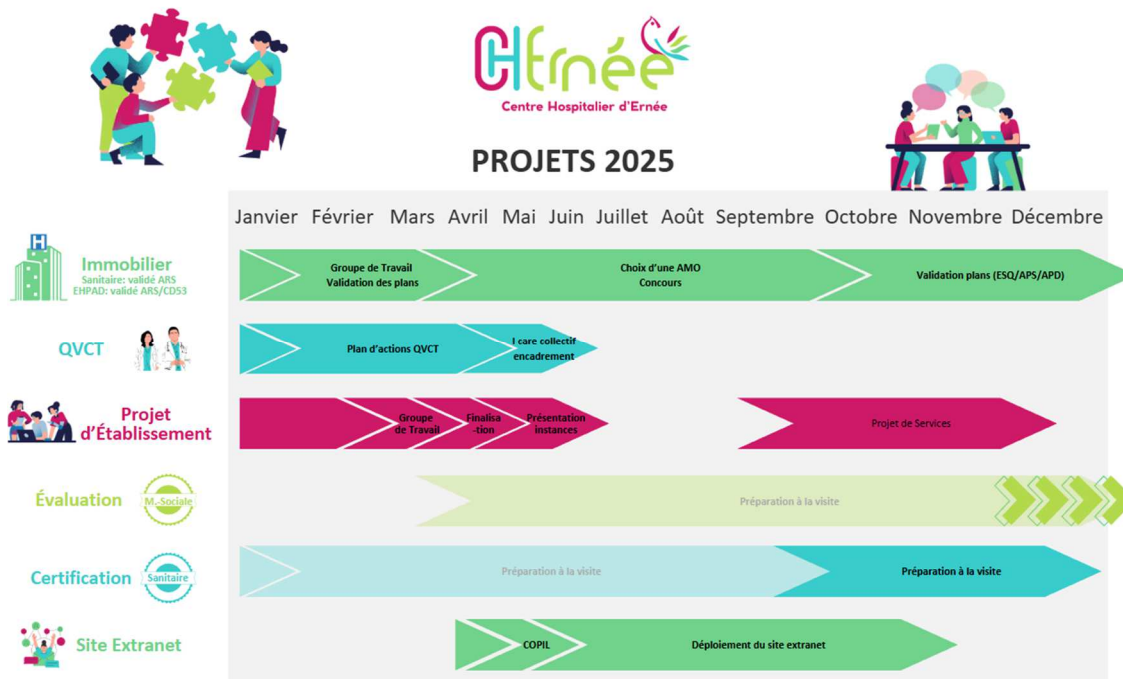 CHErnée
Centre Hospitalier d'Ernée
PROJETS 2025
Janvier Février Mars Avril Mai Juin Juillet Août Septembre Octobre Novembre Décembre
H
Immobilier
Sanitaire: validé ARS
EHPAD: validé ARS/CD53
Groupe de Travail
Validation des plans
Choix d'une AMO
Concours
Validation plans (ESQ/APS/APD)
QVCT
Plan d'actions QVCT
I care collectif
encadrement
Projet
d'Établissement
Groupe
de Travail
Finalisa
-tion
Présentation
instances
Projet de Services
Évaluation
M.-Sociale
Préparation à la visite
Certification
Sanitaire
Préparation à la visite
Préparation à la visite
Site Extranet
COPIL
Déploiement du site extranet